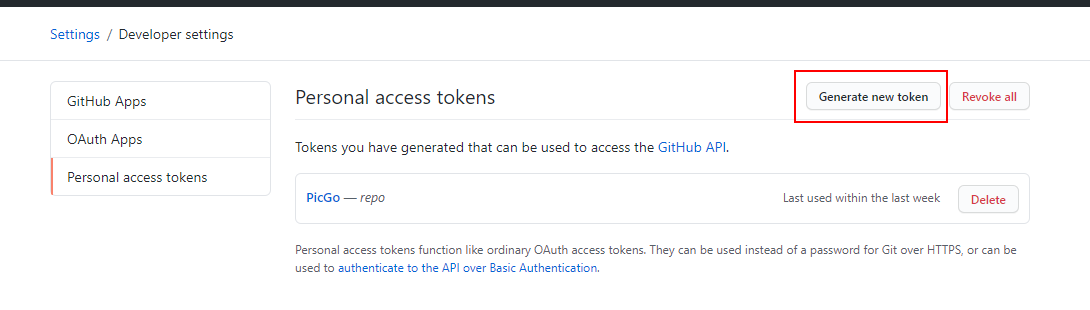 Settings / Developer settings
GitHub Apps
OAuth Apps
Personal access tokens
Personal access tokens
Generate new token
Revoke all
Tokens you have generated that can be used to access the GitHub API.
PicGo — repo
Last used within the last week
Delete
Personal access tokens function like ordinary OAuth access tokens. They can be used instead of a password for Git over HTTPS, or can be
used to authenticate to the API over Basic Authentication.